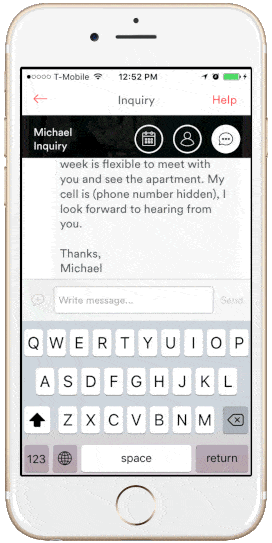 T-Mobile 12:52 PM
Inquiry Help
Michael
Inquiry
week is flexible to meet with
you and see the apartment. My
cell is (phone number hidden), I
look forward to hearing from
you.
Thanks,
Michael
Write message... Send
Q W E R T Y U I O P
A S D F G H J K L
Z X C V B N M
123 space return